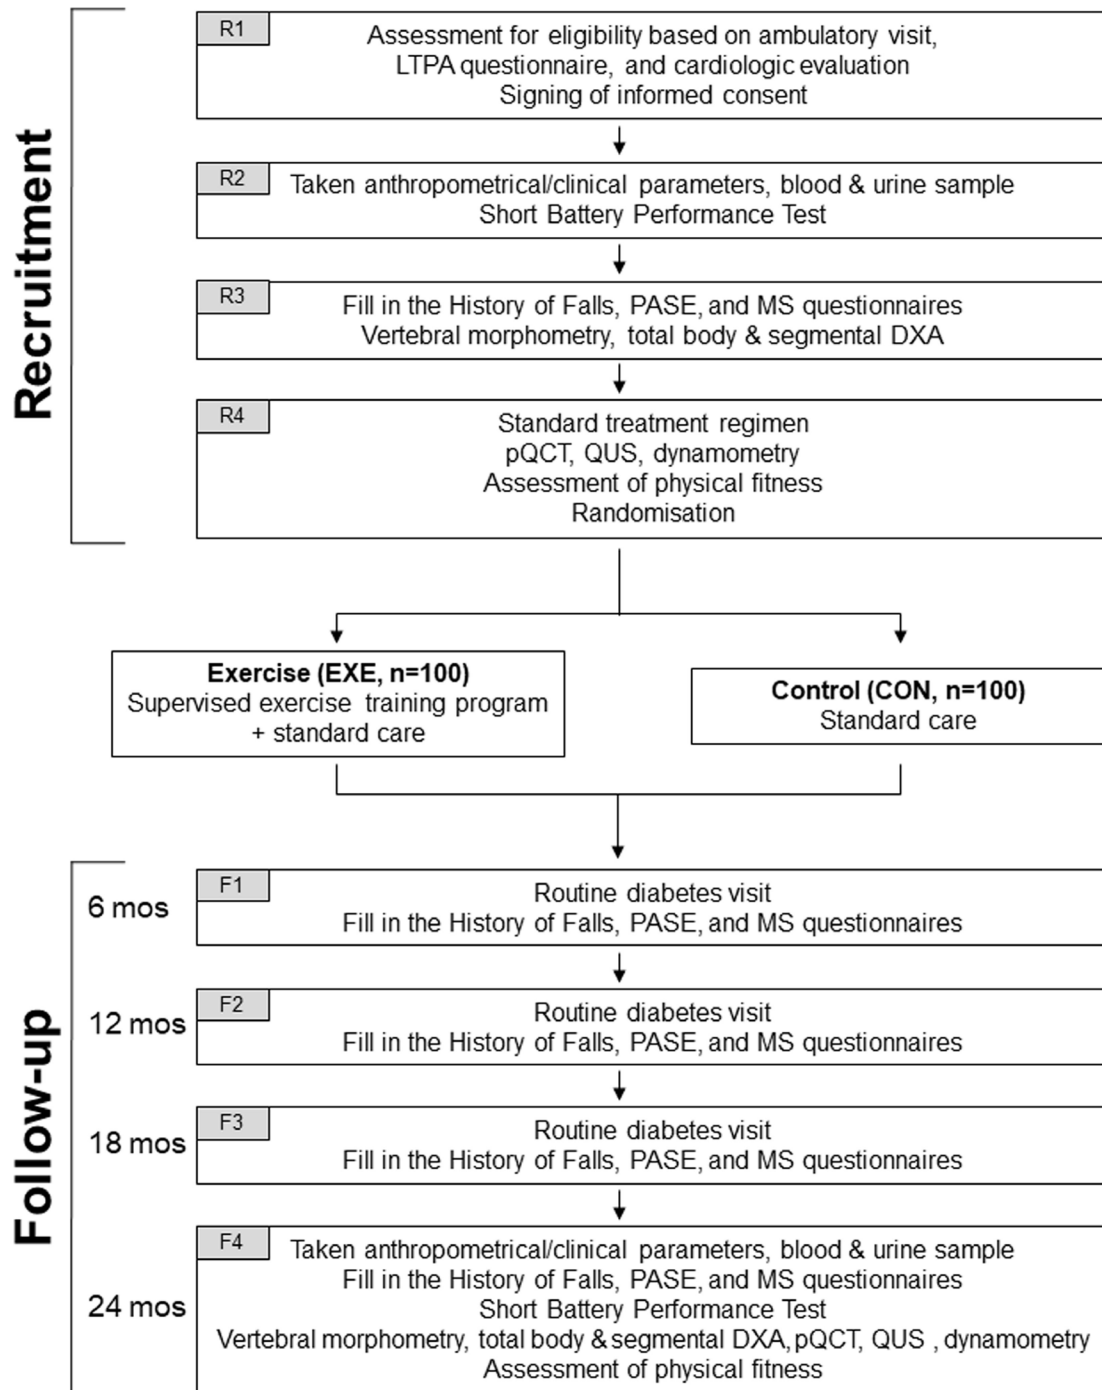 Recruitment
R1
Assessment for eligibility based on ambulatory visit,
LTPA questionnaire, and cardiologic evaluation
Signing of informed consent
R2
Taken anthropometrical/clinical parameters, blood & urine sample
Short Battery Performance Test
R3
Fill in the History of Falls, PASE, and MS questionnaires
Vertebral morphometry, total body & segmental DXA
R4
Standard treatment regimen
pQCT, QUS, dynamometry
Assessment of physical fitness
Randomisation
Exercise (EXE, n=100)
Supervised exercise training program
+ standard care
Control (CON, n=100)
Standard care
Follow-up
6 mos
F1
Routine diabetes visit
Fill in the History of Falls, PASE, and MS questionnaires
12 mos
F2
Routine diabetes visit
Fill in the History of Falls, PASE, and MS questionnaires
18 mos
F3
Routine diabetes visit
Fill in the History of Falls, PASE, and MS questionnaires
24 mos
F4
Taken anthropometrical/clinical parameters, blood & urine sample
Fill in the History of Falls, PASE, and MS questionnaires
Short Battery Performance Test
Vertebral morphometry, total body & segmental DXA, pQCT, QUS , dynamometry
Assessment of physical fitness